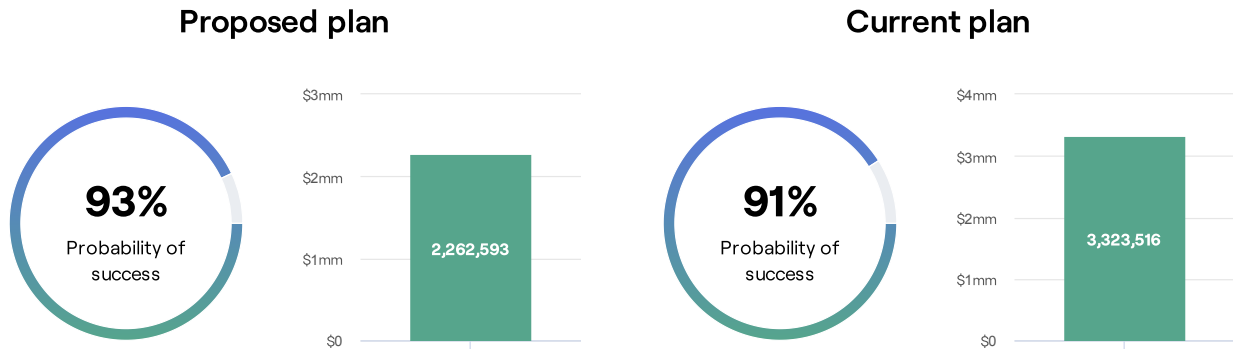 Proposed plan
93%
Probability of
success
$3mm
$2mm
$1mm
$0
2,262,593
Current plan
91%
Probability of
success
$4mm
$3mm
$2mm
$1mm
$0
3,323,516